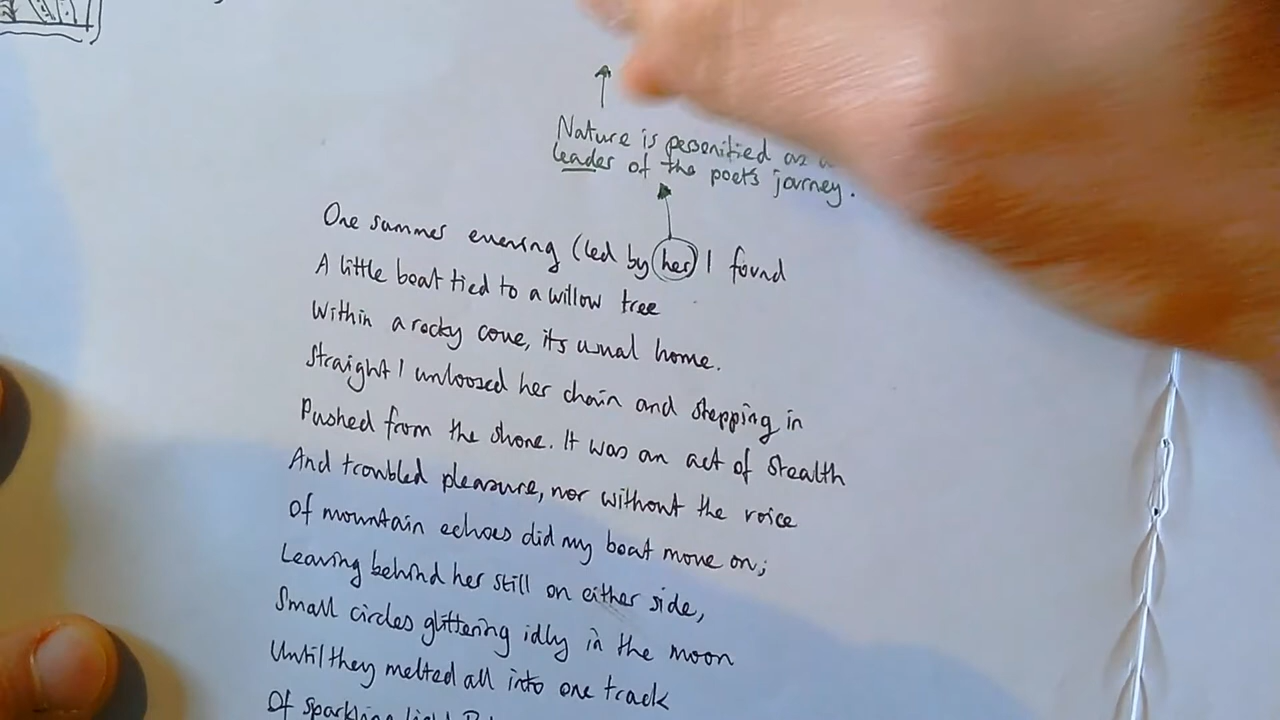 Nature is personified as
leader of the poet's journey.
One summer evening (led by her) I found
A little boat tied to a willow tree
Within a rocky cove, its usual home.
Straight I unloosed her chain and stepping in
Pushed from the shore. It was an act of stealth
And troubled pleasure, nor without the voice
Of mountain echoes did my boat move on;
Leaving behind her still on either side,
Small circles glittering idly in the moon
Until they melted all into one track
Of sparkling light.